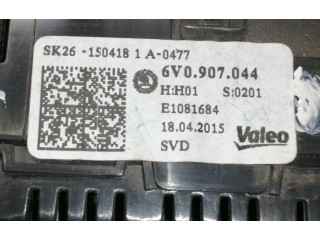 SK26 -150418 1 A-0477
6V0.907.044
H:H01 S:0201
E1081684
18.04.2015
SVD
Valeo